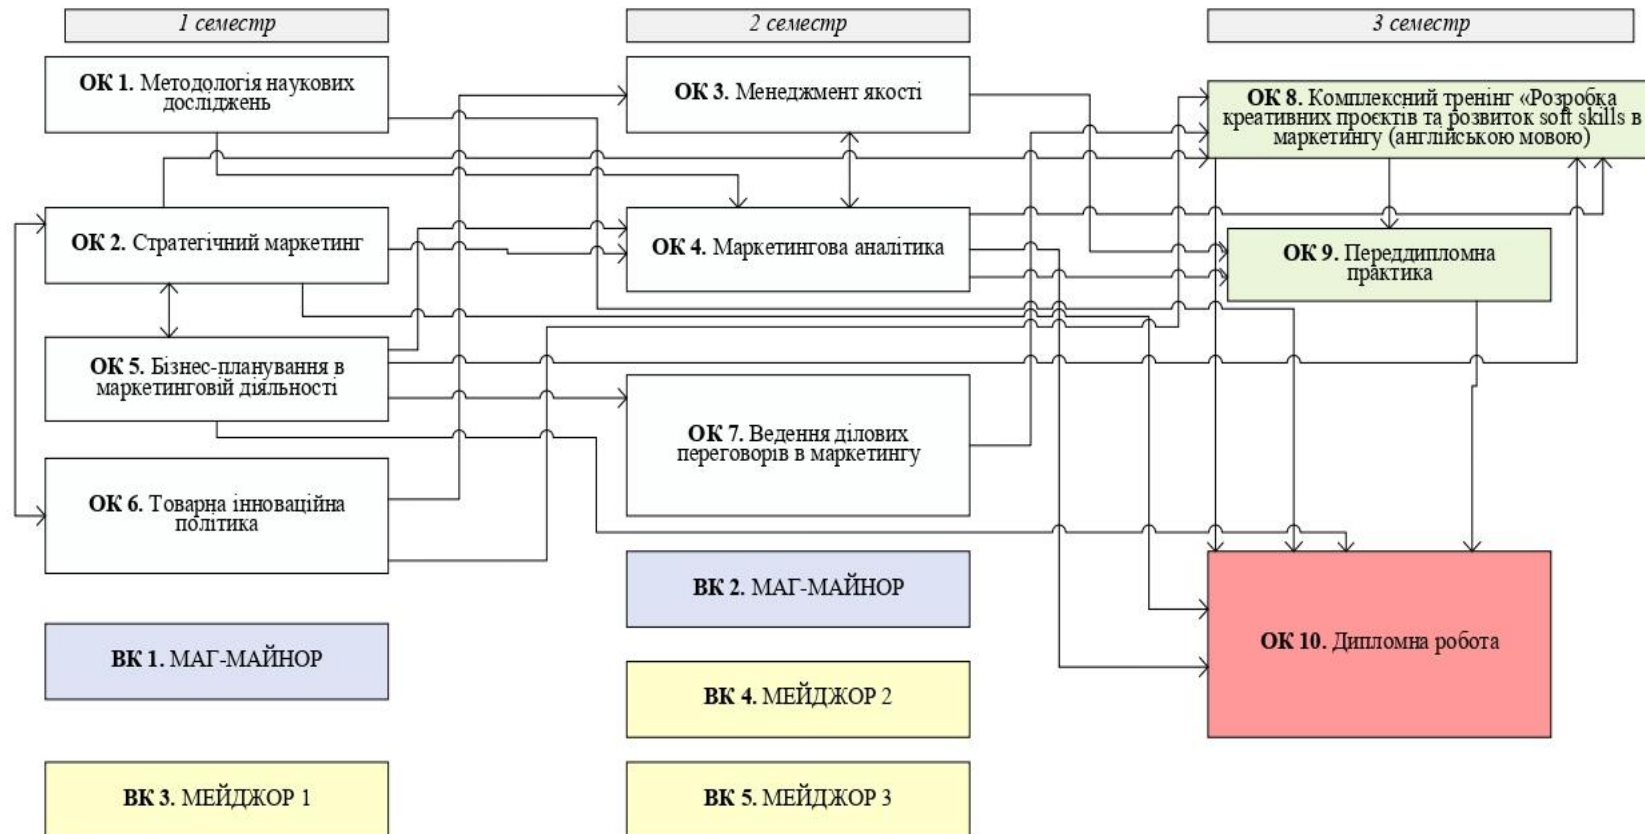 1 семестр
2 семестр
3 семестр
ОК 1. Методологія наукових
досліджень
ОК 2. Стратегічний маркетинг
ОК 5. Бізнес-планування в
маркетинговій діяльності
ОК 6. Товарна інноваційна
політика
ВК 1. МАГ-МАЙНОР
ВК 3. МЕЙДЖОР 1
ОК 3. Менеджмент якості
ОК 4. Маркетингова аналітика
ОК 7. Ведення ділових
переговорів в маркетингу
ВК 2. МАГ-МАЙНОР
ВК 4. МЕЙДЖОР 2
ВК 5. МЕЙДЖОР 3
ОК 8. Комплексний тренінг «Розробка
креативних проєктів та розвиток soft skills в
маркетингу (англійською мовою)
ОК 9. Переддипломна
практика
ОК 10. Дипломна робота